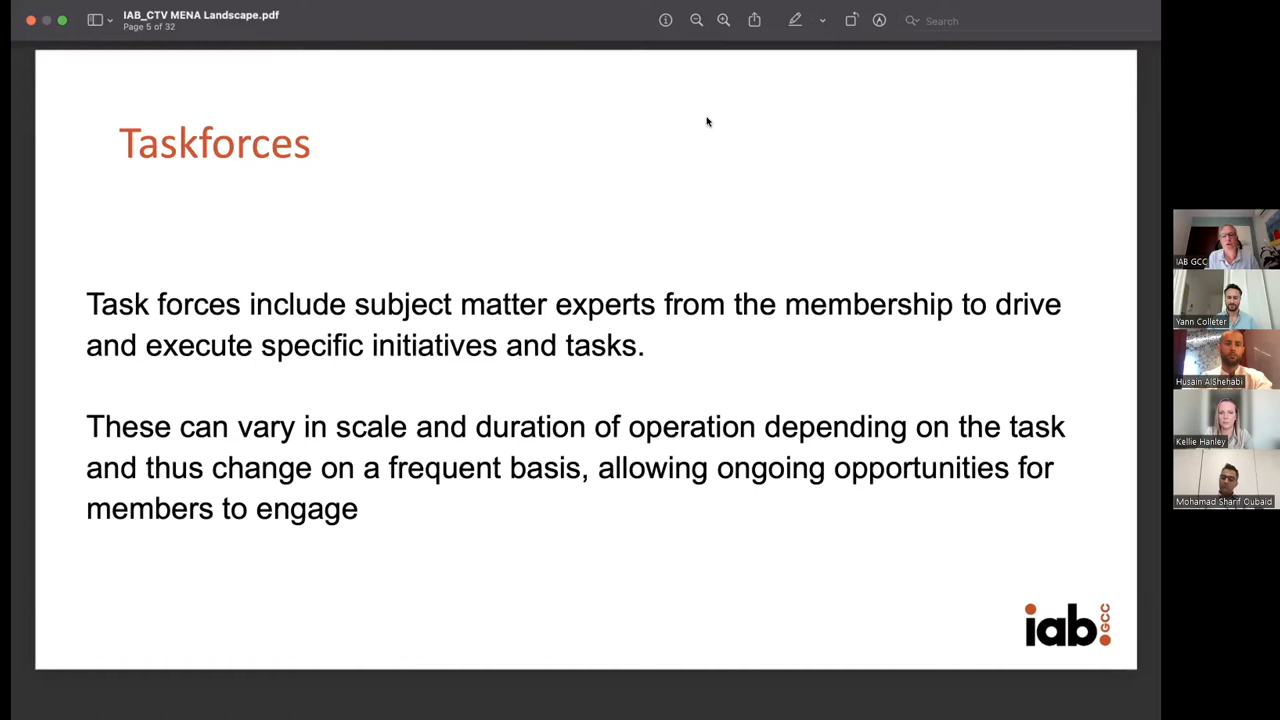 IAB_CTV MENA Landscape.pdf
Page 5 of 32
Search
Taskforces
Task forces include subject matter experts from the membership to drive
and execute specific initiatives and tasks.
These can vary in scale and duration of operation depending on the task
and thus change on a frequent basis, allowing ongoing opportunities for
members to engage
iab GCC
IAB GCC
Yann Colleter
Husain AlShehabi
Kellie Hanley
Mohamad Sharif Oubaid